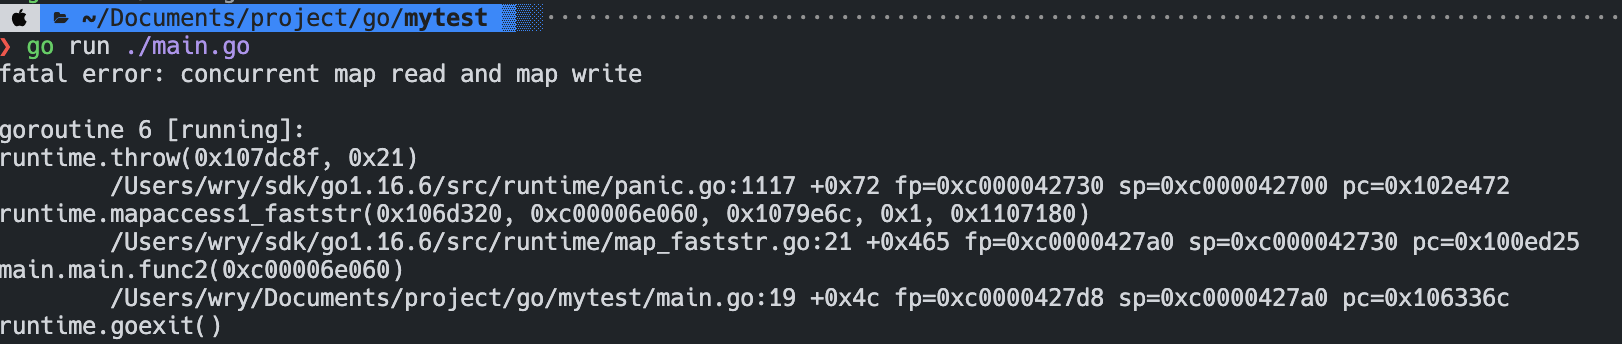 ~/Documents/project/go/mytest
❯ go run ./main.go
fatal error: concurrent map read and map write
goroutine 6 [running]:
runtime.throw(0x107dc8f, 0x21)
/Users/wry/sdk/go1.16.6/src/runtime/panic.go:1117 +0x72 fp=0xc000042730 sp=0xc000042700 pc=0x102e472
runtime.mapaccess1_faststr(0x106d320, 0xc00006e060, 0x1079e6c, 0x1, 0x1107180)
/Users/wry/sdk/go1.16.6/src/runtime/map_faststr.go:21 +0x465 fp=0xc0000427a0 sp=0xc000042730 pc=0x100ed25
main.main.func2(0xc00006e060)
/Users/wry/Documents/project/go/mytest/main.go:19 +0x4c fp=0xc0000427d8 sp=0xc0000427a0 pc=0x106336c
runtime.goexit()